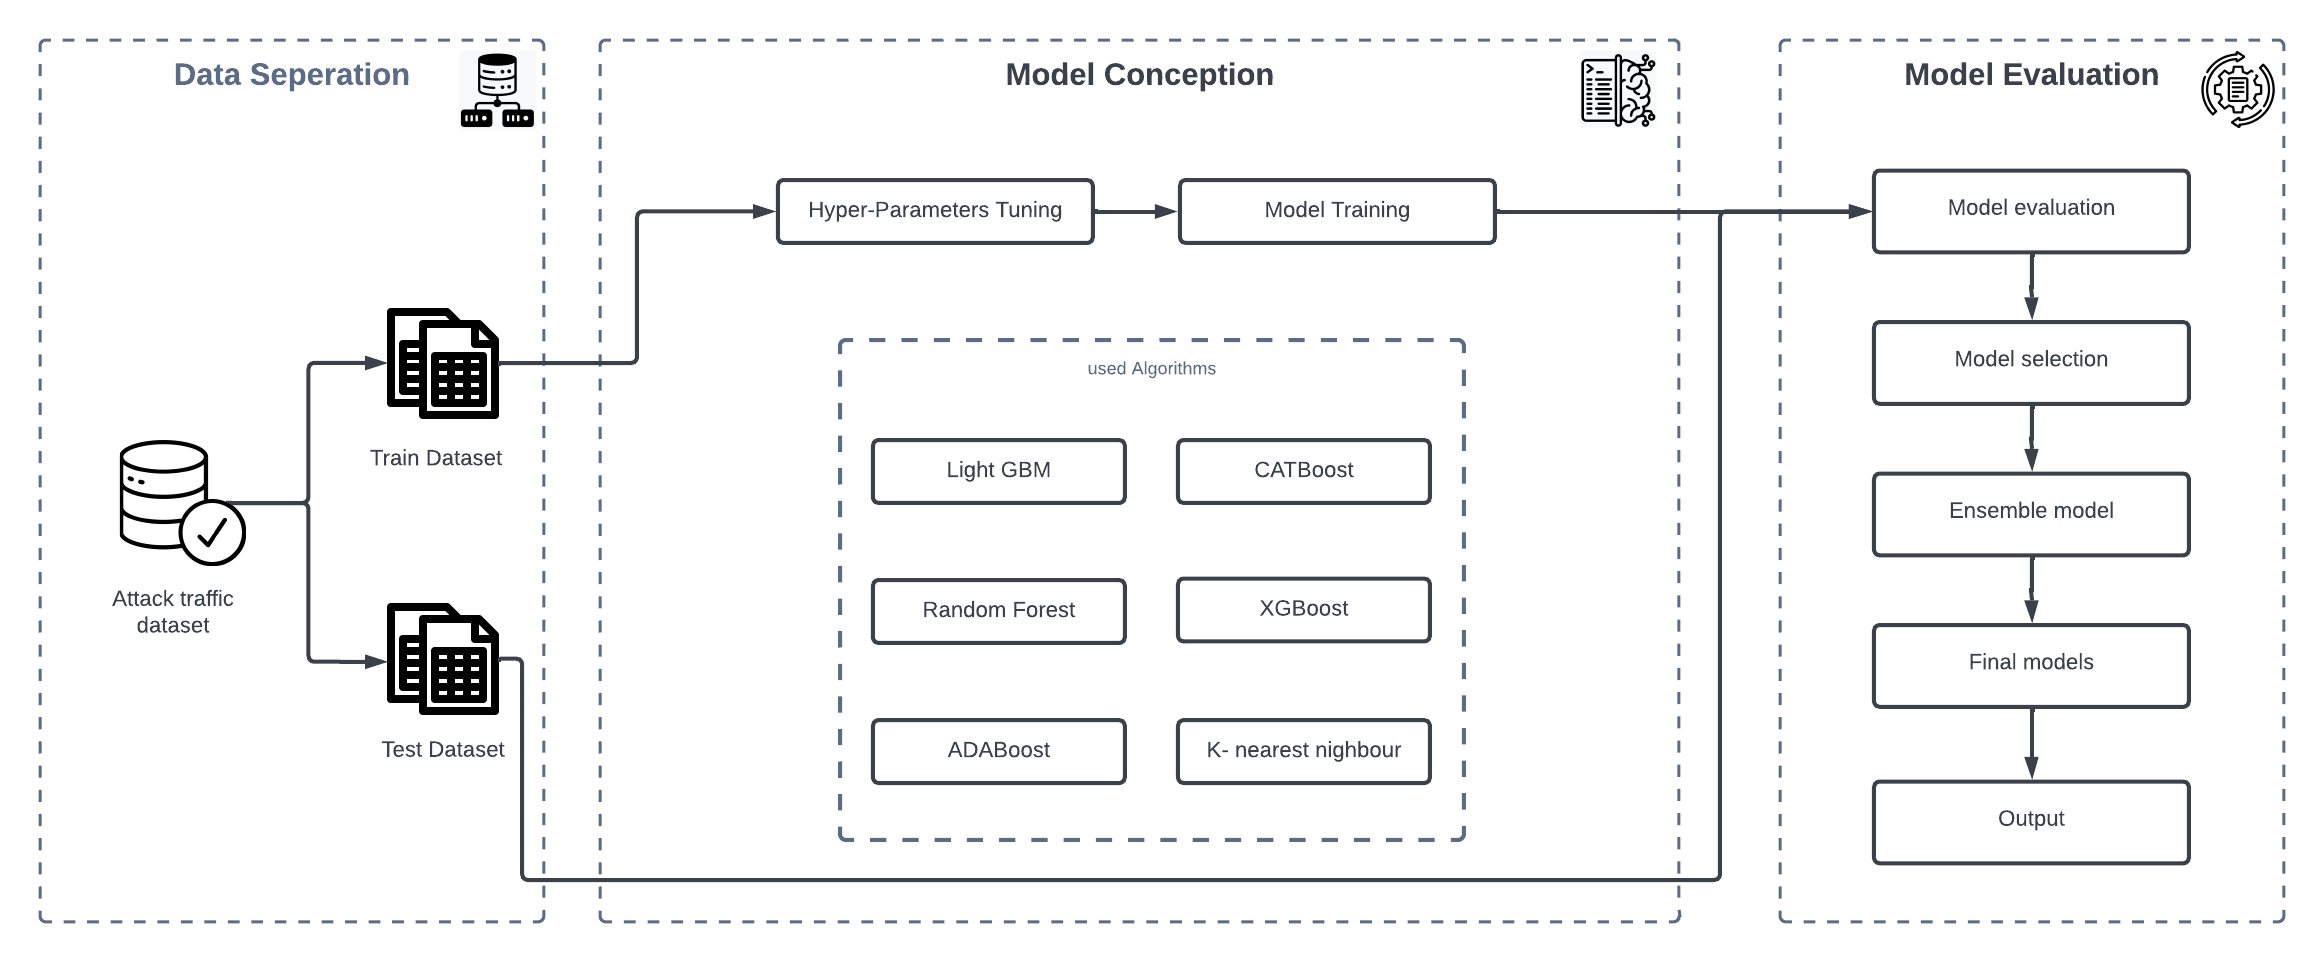 Data Seperation
Train Dataset
Attack traffic
dataset
Test Dataset
Model Conception
Hyper-Parameters Tuning
Model Training
used Algorithms
Light GBM
CATBoost
Random Forest
XGBoost
ADABoost
K- nearest nighbour
Model Evaluation
Model evaluation
Model selection
Ensemble model
Final models
Output